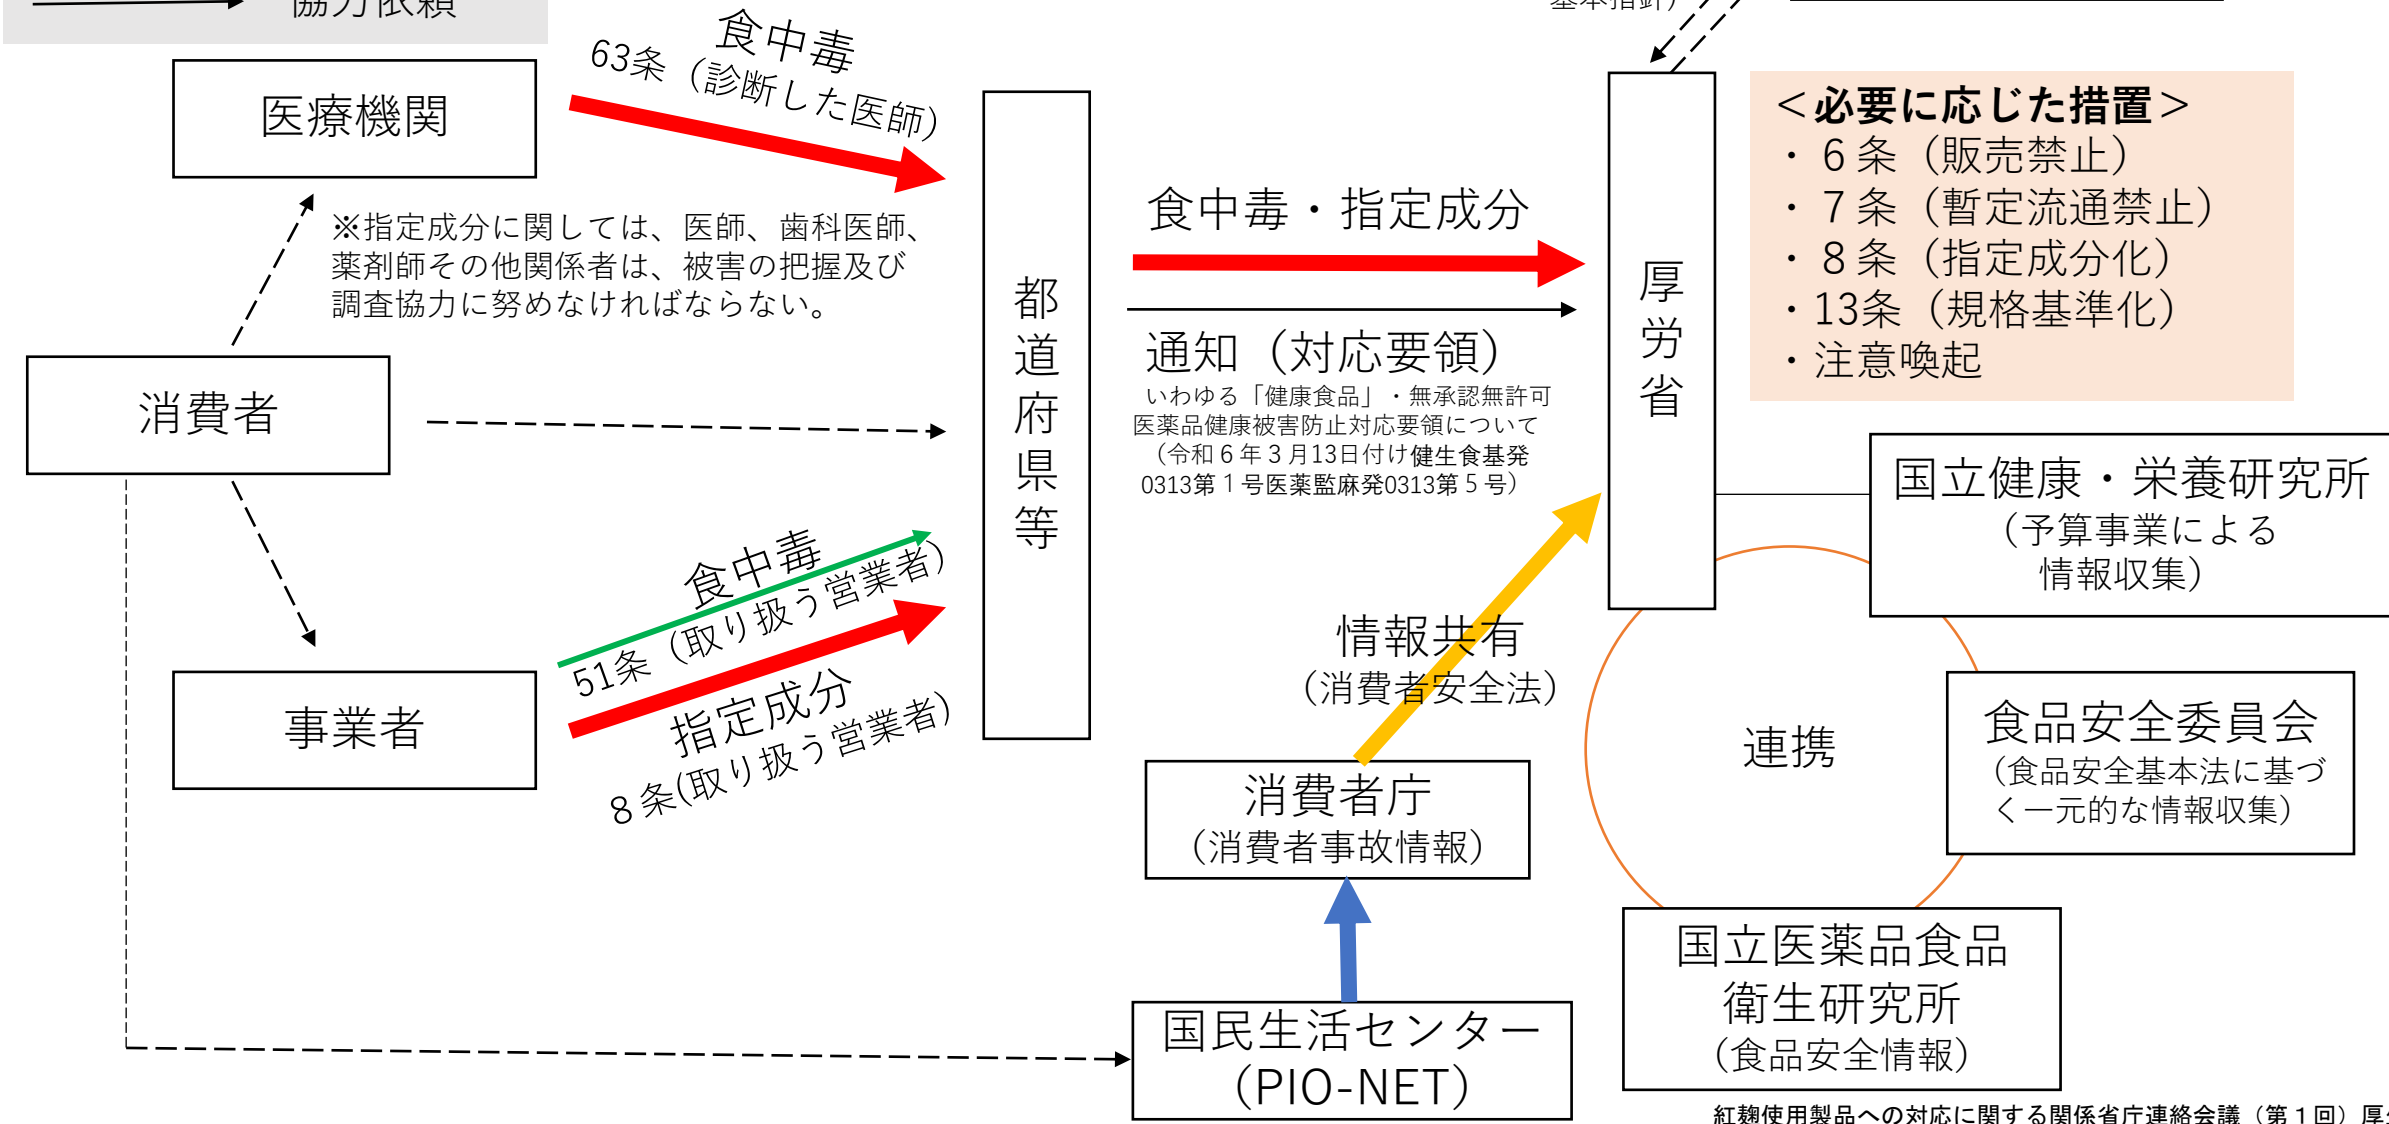 協力依頼
基本指針）
医療機関
食中毒
63条（診断した医師）
※指定成分に関しては、医師、歯科医師、
薬剤師その他関係者は、被害の把握及び
調査協力に努めなければならない。
消費者
事業者
食中毒
51条（取り扱う営業者）
指定成分
８条(取り扱う営業者)
都道府県等
食中毒・指定成分
通知（対応要領）
いわゆる「健康食品」・無承認無許可
医薬品健康被害防止対応要領について
（令和６年３月13日付け健生食基発
0313第１号医薬監麻発0313第５号）
厚労省
＜必要に応じた措置＞
・６条（販売禁止）
・７条（暫定流通禁止）
・８条（指定成分化）
・13条（規格基準化）
・注意喚起
国立健康・栄養研究所
（予算事業による
情報収集）
情報共有
（消費者安全法）
連携
食品安全委員会
（食品安全基本法に基づ
く一元的な情報収集）
消費者庁
（消費者事故情報）
国立医薬品食品
衛生研究所
（食品安全情報）
国民生活センター
（PIO-NET）
紅麹使用製品への対応に関する関係省庁連絡会議（第１回）厚